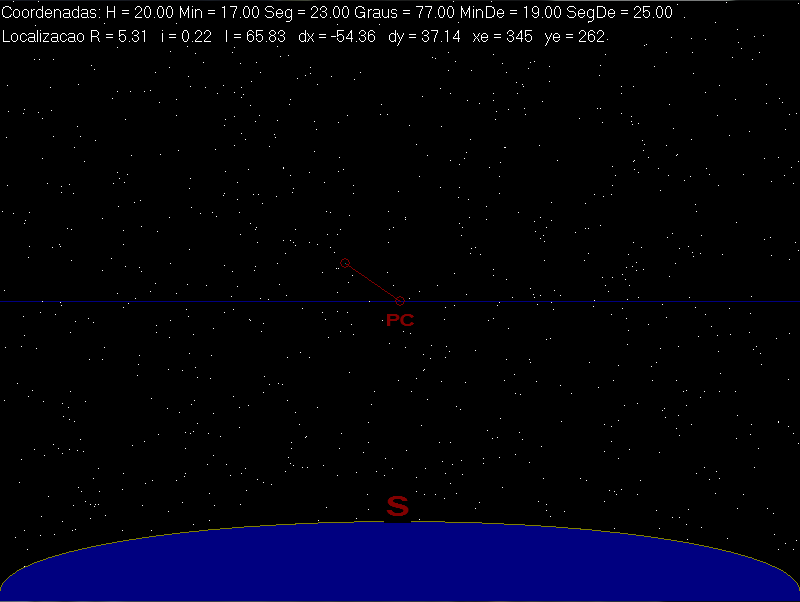 Coordenadas: H = 20.00 Min = 17.00 Seg = 23.00 Graus = 77.00 MinDe = 19.00 SegDe = 25.00
Localizacao R = 5.31 i = 0.22 l = 65.83 dx = -54.36 dy = 37.14 xe = 345 ye = 262
PC
S